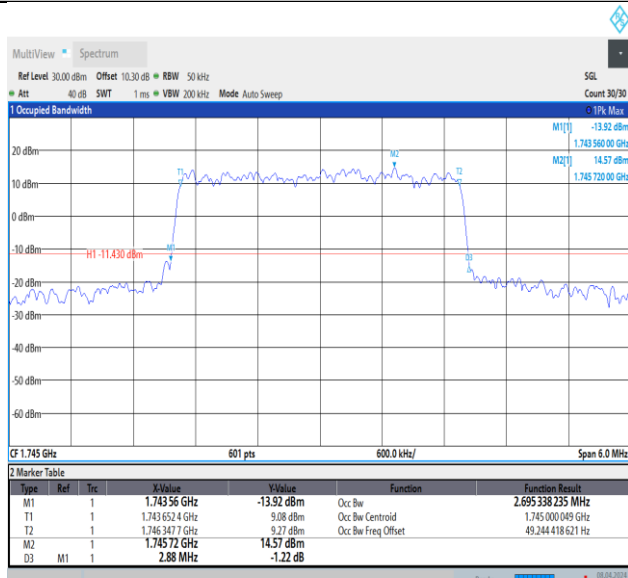 MultiView Spectrum
Ref Level 30.00 dBm Offset 10.30 dB RBW 50 kHz SGL
Att 40 dB SWT 1 ms VBW 200 kHz Mode Auto Sweep Count 30/30
1 Occupied Bandwidth 1Pk Max
M1[1] -13.92 dBm
1.743 560 00 GHz
M2[1] 14.57 dBm
1.745 720 00 GHz
20 dBm
M2
T1 T2
10 dBm
0 dBm
-10 dBm
H1 -11.430 dBm
M1
D3
-20 dBm
-30 dBm
-40 dBm
-50 dBm
-60 dBm
CF 1.745 GHz 601 pts 600.0 kHz/ Span 6.0 MHz
2 Marker Table
Type Ref Trc X-Value Y-Value Function Function Result
M1 1 1.743 56 GHz -13.92 dBm Occ Bw 2.695 338 235 MHz
T1 1 1.743 652 4 GHz 9.08 dBm Occ Bw Centroid 1.745 000 049 GHz
T2 1 1.746 347 7 GHz 9.27 dBm Occ Bw Freq Offset 49.244 418 621 Hz
M2 1 1.745 72 GHz 14.57 dBm
D3 M1 1 2.88 MHz -1.22 dB